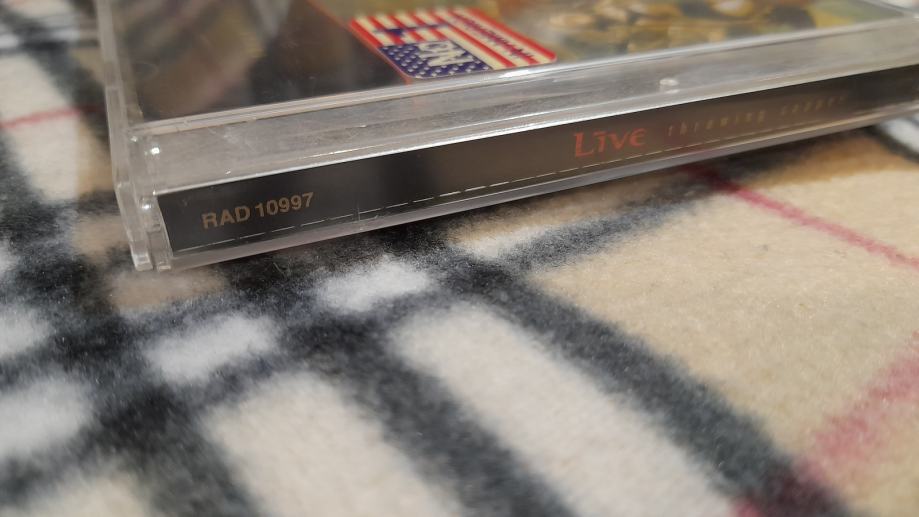 RAD 10997
Live throwing copper